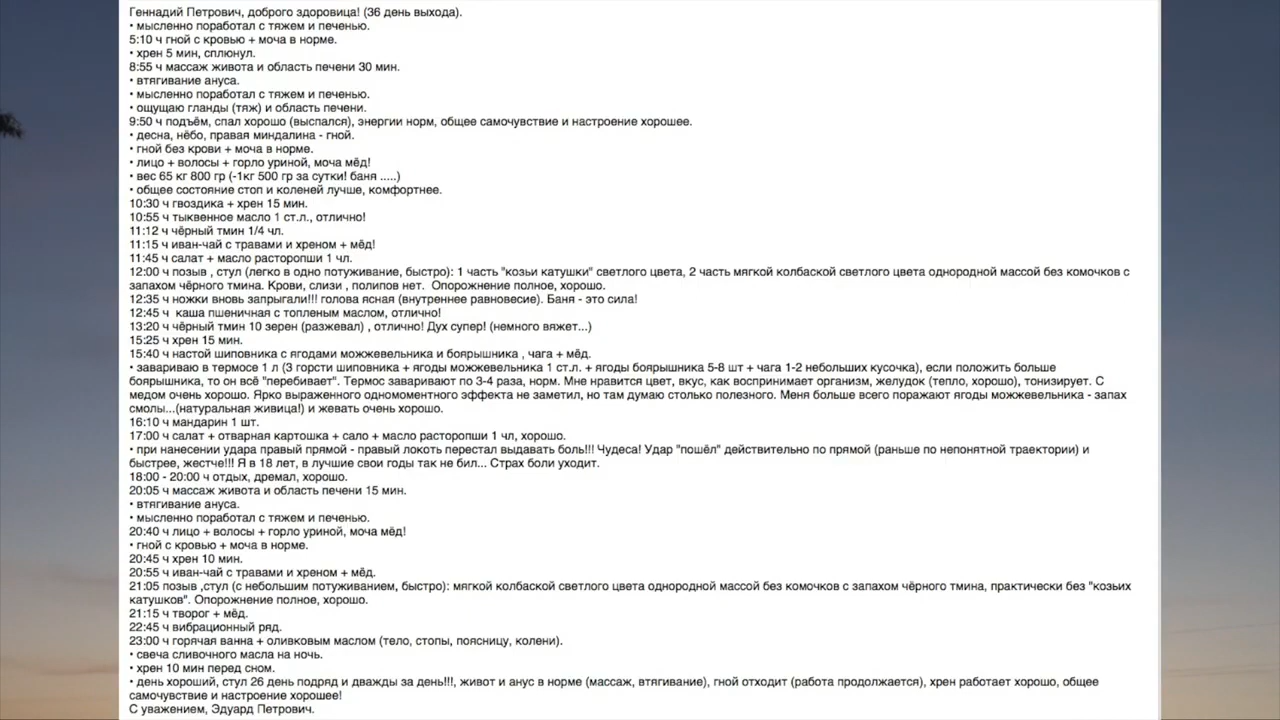 Геннадий Петрович, доброго здоровица! (36 день выхода).
• мысленно поработал с тяжем и печенью.
5:10 ч гной с кровью + моча в норме.
• хрен 5 мин, сплюнул.
8:55 ч массаж живота и область печени 30 мин.
• втягивание ануса.
• мысленно поработал с тяжем и печенью.
• ощущаю гланды (тяж) и область печени.
9:50 ч подъём, спал хорошо (выспался), энергии норм, общее самочувствие и настроение хорошее.
• десна, нёбо, правая миндалина - гной.
• гной без крови + моча в норме.
• лицо + волосы + горло уриной, моча мёд!
• вес 65 кг 800 гр (-1кг 500 гр за сутки! баня .....)
• общее состояние стоп и коленей лучше, комфортнее.
10:30 ч гвоздика + хрен 15 мин.
10:55 ч тыквенное масло 1 ст.л., отлично!
11:12 ч чёрный тмин 1/4 чл.
11:15 ч иван-чай с травами и хреном + мёд!
11:45 ч салат + масло расторопши 1 чл.
12:00 ч позыв , стул (легко в одно потуживание, быстро): 1 часть "козьи катушки" светлого цвета, 2 часть мягкой колбаской светлого цвета однородной массой без комочков с
запахом чёрного тмина. Крови, слизи , полипов нет.  Опорожнение полное, хорошо.
12:35 ч ножки вновь запрыгали!!! голова ясная (внутреннее равновесие). Баня - это сила!
12:45 ч  каша пшеничная с топленым маслом, отлично!
13:20 ч чёрный тмин 10 зерен (разжевал) , отлично! Дух супер! (немного вяжет...)
15:25 ч хрен 15 мин.
15:40 ч настой шиповника с ягодами можжевельника и боярышника , чага + мёд.
• завариваю в термосе 1 л (3 горсти шиповника + ягоды можжевельника 1 ст.л. + ягоды боярышника 5-8 шт + чага 1-2 небольших кусочка), если положить больше
боярышника, то он всё "перебивает". Термос заваривают по 3-4 раза, норм. Мне нравится цвет, вкус, как воспринимает организм, желудок (тепло, хорошо), тонизирует. С
медом очень хорошо. Ярко выраженного одномоментного эффекта не заметил, но там думаю столько полезного. Меня больше всего поражают ягоды можжевельника - запах
смолы...(натуральная живица!) и жевать очень хорошо.
16:10 ч мандарин 1 шт.
17:00 ч салат + отварная картошка + сало + масло расторопши 1 чл, хорошо.
• при нанесении удара правый прямой - правый локоть перестал выдавать боль!!! Чудеса! Удар "пошёл" действительно по прямой (раньше по непонятной траектории) и
быстрее, жестче!!! Я в 18 лет, в лучшие свои годы так не бил... Страх боли уходит.
18:00 - 20:00 ч отдых, дремал, хорошо.
20:05 ч массаж живота и область печени 15 мин.
• втягивание ануса.
• мысленно поработал с тяжем и печенью.
20:40 ч лицо + волосы + горло уриной, моча мёд!
• гной с кровью + моча в норме.
20:45 ч хрен 10 мин.
20:55 ч иван-чай с травами и хреном + мёд.
21:05 позыв ,стул (с небольшим потуживанием, быстро): мягкой колбаской светлого цвета однородной массой без комочков с запахом чёрного тмина, практически без "козьих
катушков". Опорожнение полное, хорошо.
21:15 ч творог + мёд.
22:45 ч вибрационный ряд.
23:00 ч горячая ванна + оливковым маслом (тело, стопы, поясницу, колени).
• свеча сливочного масла на ночь.
• хрен 10 мин перед сном.
• день хороший, стул 26 день подряд и дважды за день!!!, живот и анус в норме (массаж, втягивание), гной отходит (работа продолжается), хрен работает хорошо, общее
самочувствие и настроение хорошее!
С уважением, Эдуард Петрович.